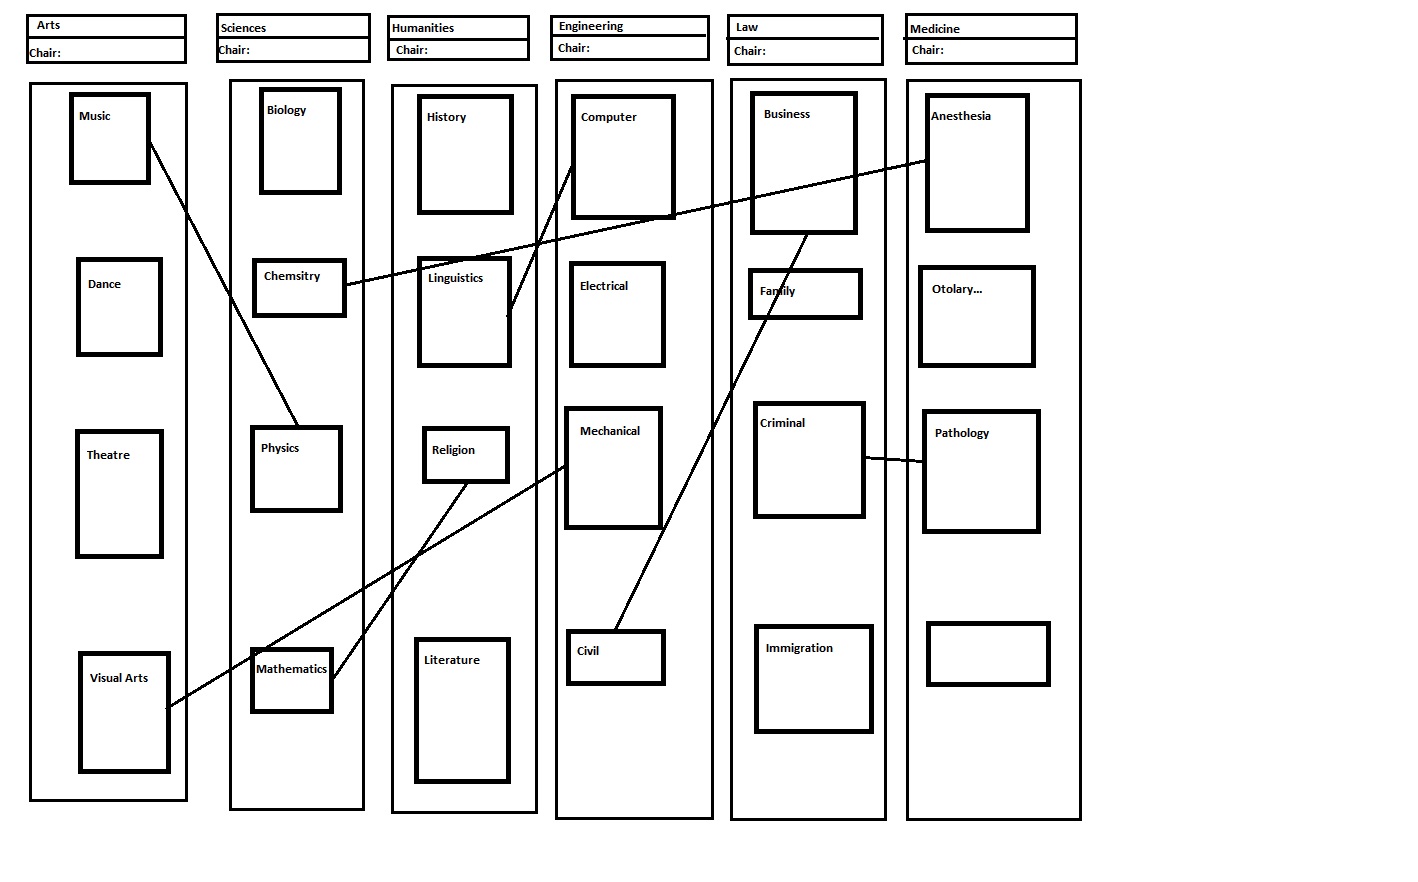 Arts
Chair:
Sciences
Chair:
Humanities
Chair:
Engineering
Chair:
Law
Chair:
Medicine
Chair:
Music
Dance
Theatre
Visual Arts
Biology
Chemsitry
Physics
Mathematics
History
Linguistics
Religion
Literature
Computer
Electrical
Mechanical
Civil
Business
Family
Criminal
Immigration
Anesthesia
Otolary...
Pathology